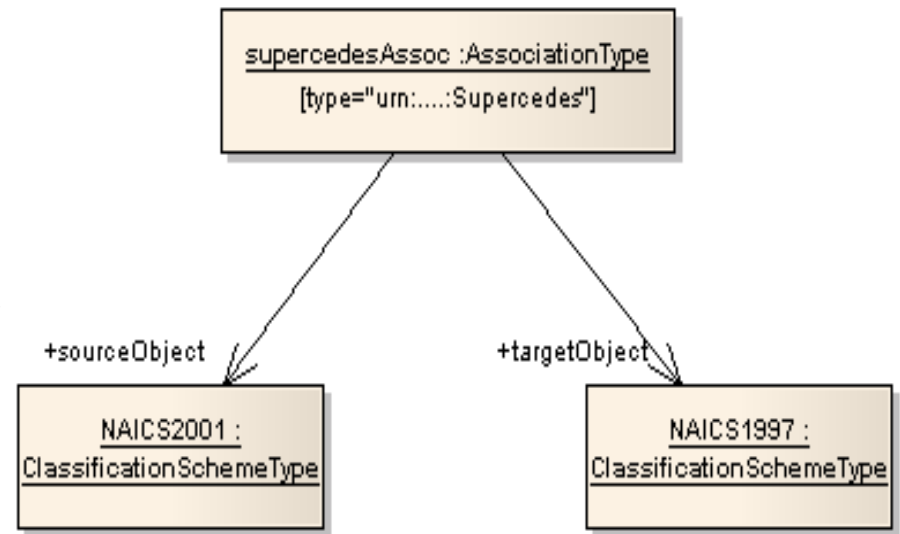 supercedesAssoc :AssociationType
[type="urn:....:Supercedes"]
+sourceObject
+targetObject
NAICS2001 :
ClassificationSchemeType
NAICS1997 :
ClassificationSchemeType